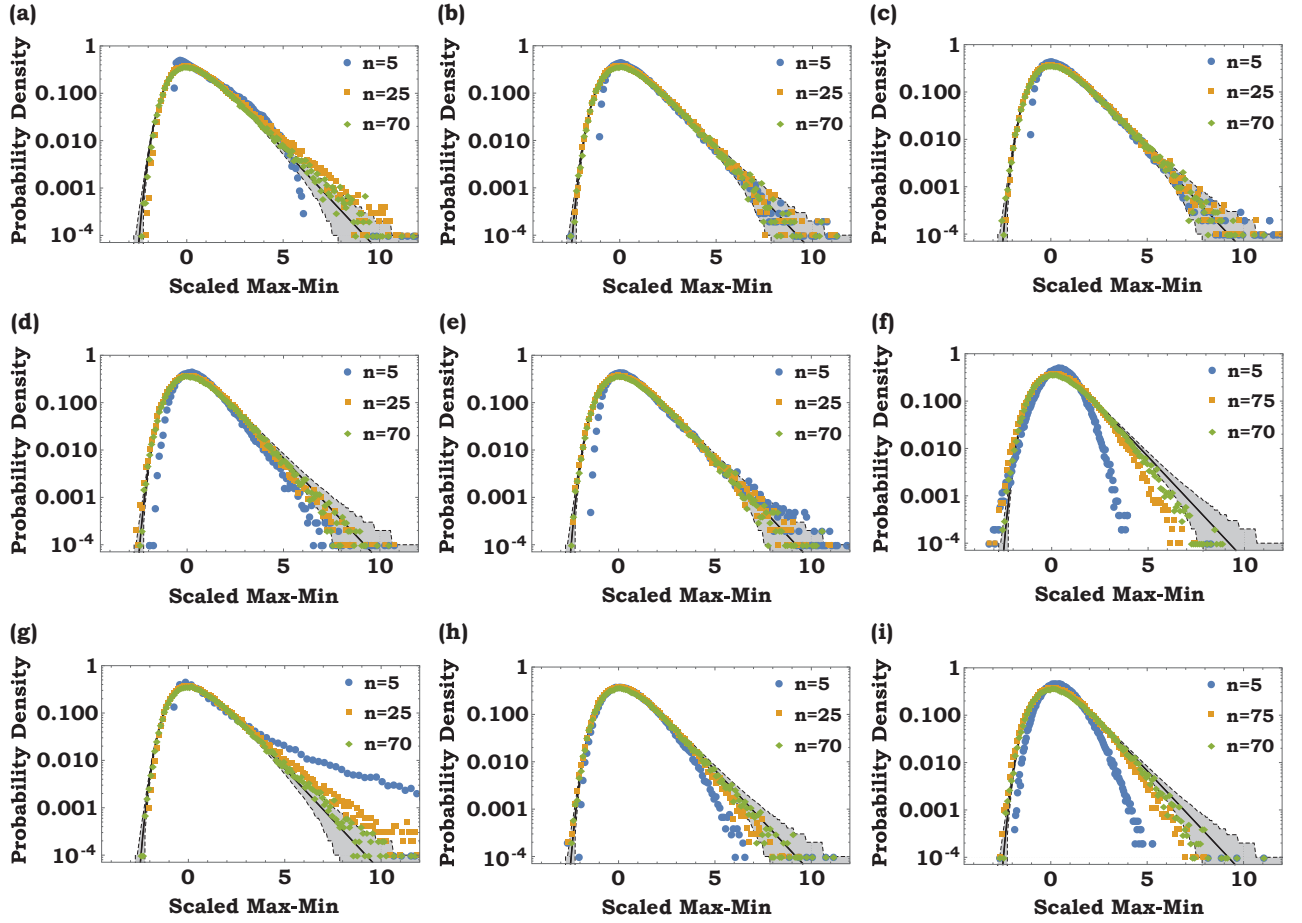 (a) (b) (c)
Probability Density Probability Density Probability Density
1 1 1
n=5 n=5 n=5
0.100 n=25 0.100 n=25 0.100 n=25
n=70 n=70 n=70
0.010 0.010 0.010
0.001 0.001 0.001
10⁻⁴ 10⁻⁴ 10⁻⁴
0 5 10 0 5 10 0 5 10
Scaled Max-Min Scaled Max-Min Scaled Max-Min
(d) (e) (f)
Probability Density Probability Density Probability Density
1 1 1
n=5 n=5 n=5
0.100 n=25 0.100 n=25 0.100 n=75
n=70 n=70 n=70
0.010 0.010 0.010
0.001 0.001 0.001
10⁻⁴ 10⁻⁴ 10⁻⁴
0 5 10 0 5 10 0 5 10
Scaled Max-Min Scaled Max-Min Scaled Max-Min
(g) (h) (i)
Probability Density Probability Density Probability Density
1 1 1
n=5 n=5 n=5
0.100 n=25 0.100 n=25 0.100 n=75
n=70 n=70 n=70
0.010 0.010 0.010
0.001 0.001 0.001
10⁻⁴ 10⁻⁴ 10⁻⁴
0 5 10 0 5 10 0 5 10
Scaled Max-Min Scaled Max-Min Scaled Max-Min